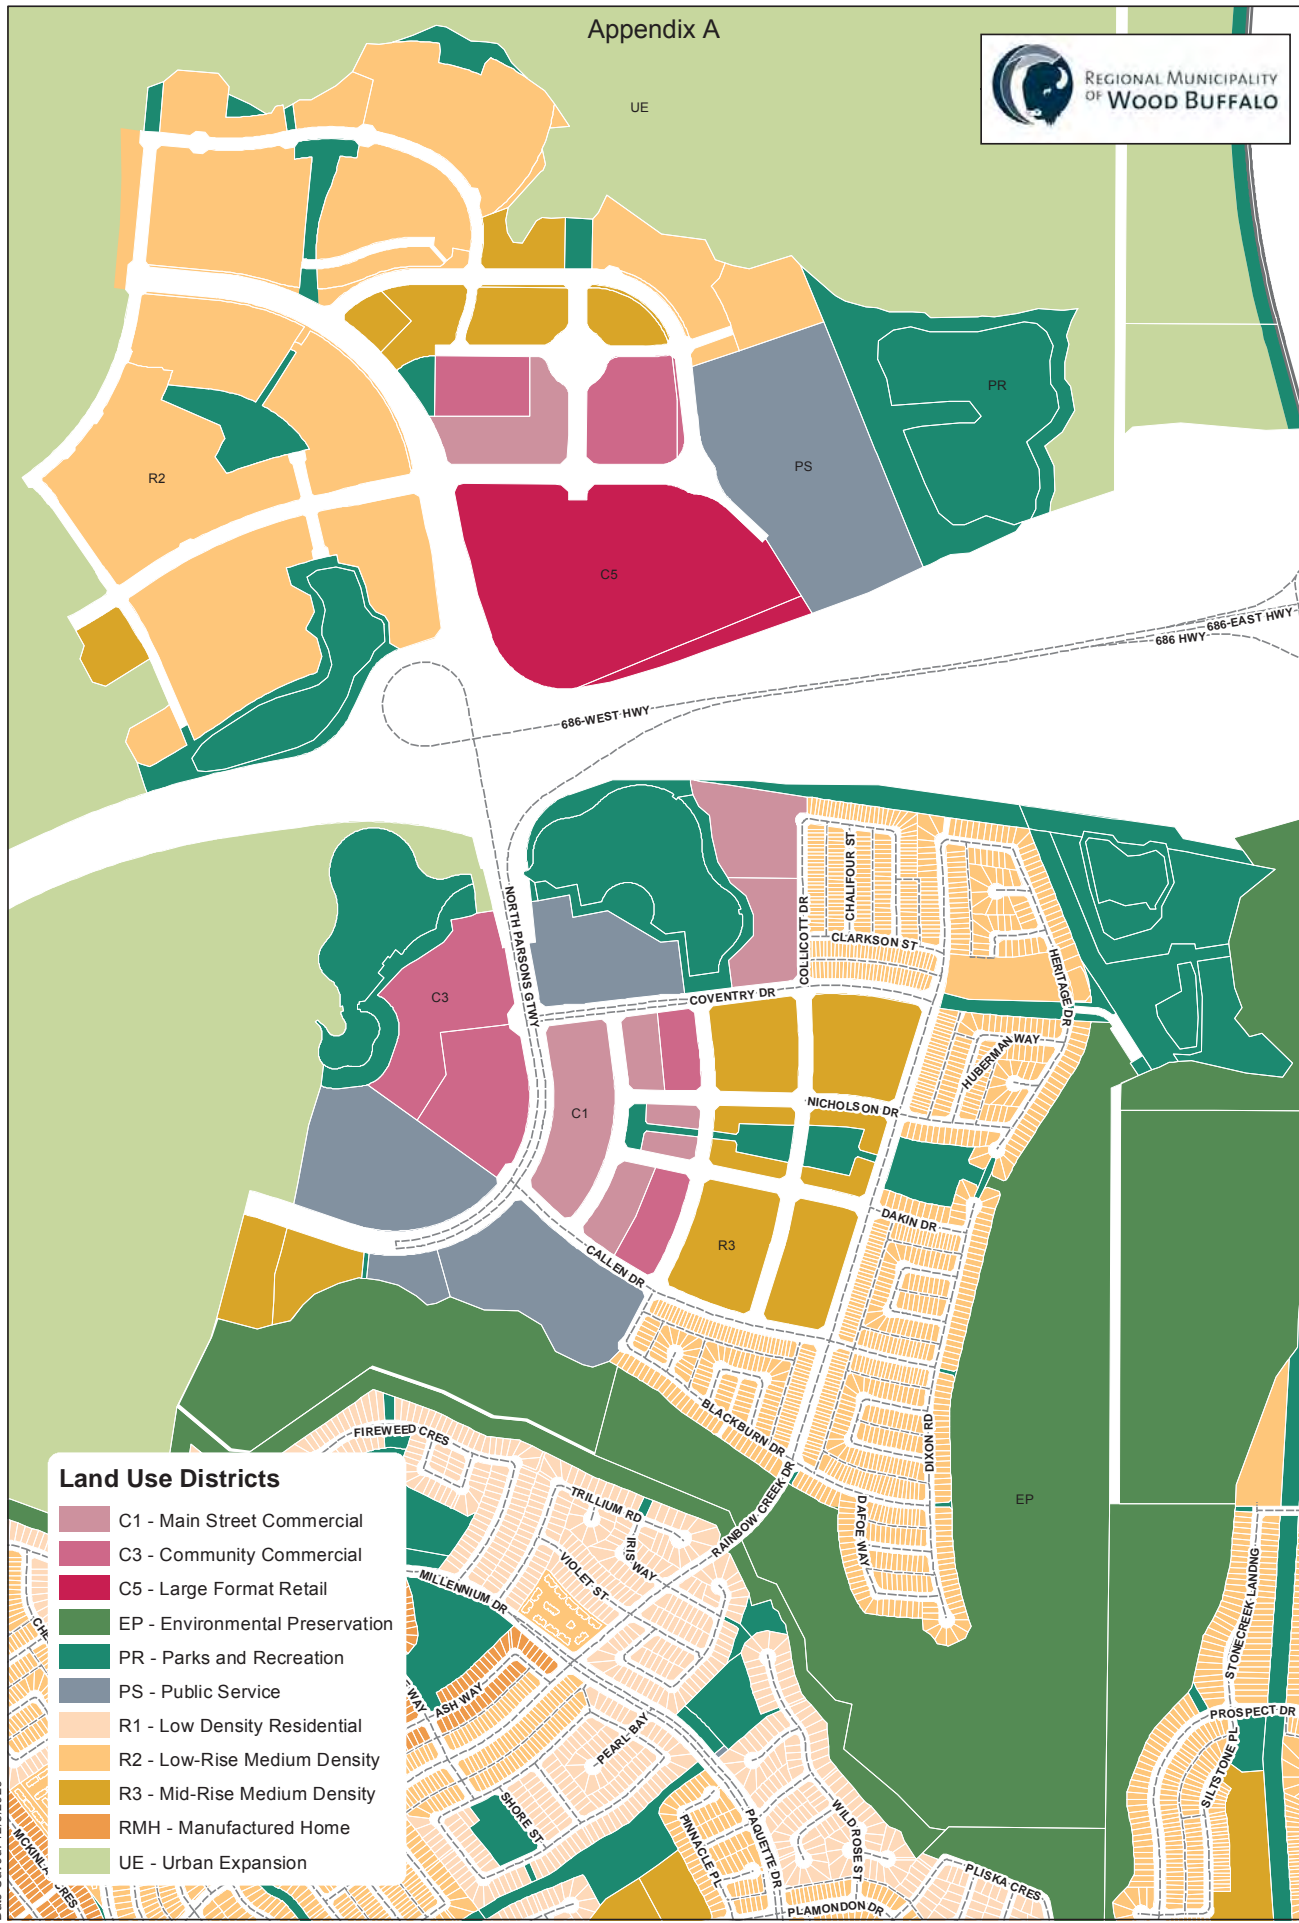 Appendix A
REGIONAL MUNICIPALITY
OF WOOD BUFFALO
UE
PR
PS
R2
C5
686-EAST HWY
686 HWY
686-WEST HWY
CHALIFOUR ST
NORTH PARSONS GTWY
COLLICOTT DR
CLARKSON ST
HERITAGE DR
C3
COVENTRY DR
HUBERMAN WAY
C1
NICHOLSON DR
DAKIN DR
R3
CALLEN DR
BLACKBURN DR
DIXON RD
FIREWEED CRES
EP
TRILLIUM RD
RAINBOW CREEK DR
DAFOE WAY
IRIS WAY
VIOLET ST
MILLENNIUM DR
STONECREEK LANDNG
WAY
ASH WAY
PROSPECT DR
PEARL BAY
SILTSTONE PL
SHORE ST
PINNACLE PL
PAQUETTE DR
WILD ROSE ST
PLISKA CRES
PLAMONDON DR
Land Use Districts
C1 - Main Street Commercial
C3 - Community Commercial
C5 - Large Format Retail
EP - Environmental Preservation
PR - Parks and Recreation
PS - Public Service
R1 - Low Density Residential
R2 - Low-Rise Medium Density
R3 - Mid-Rise Medium Density
RMH - Manufactured Home
UE - Urban Expansion
CRES